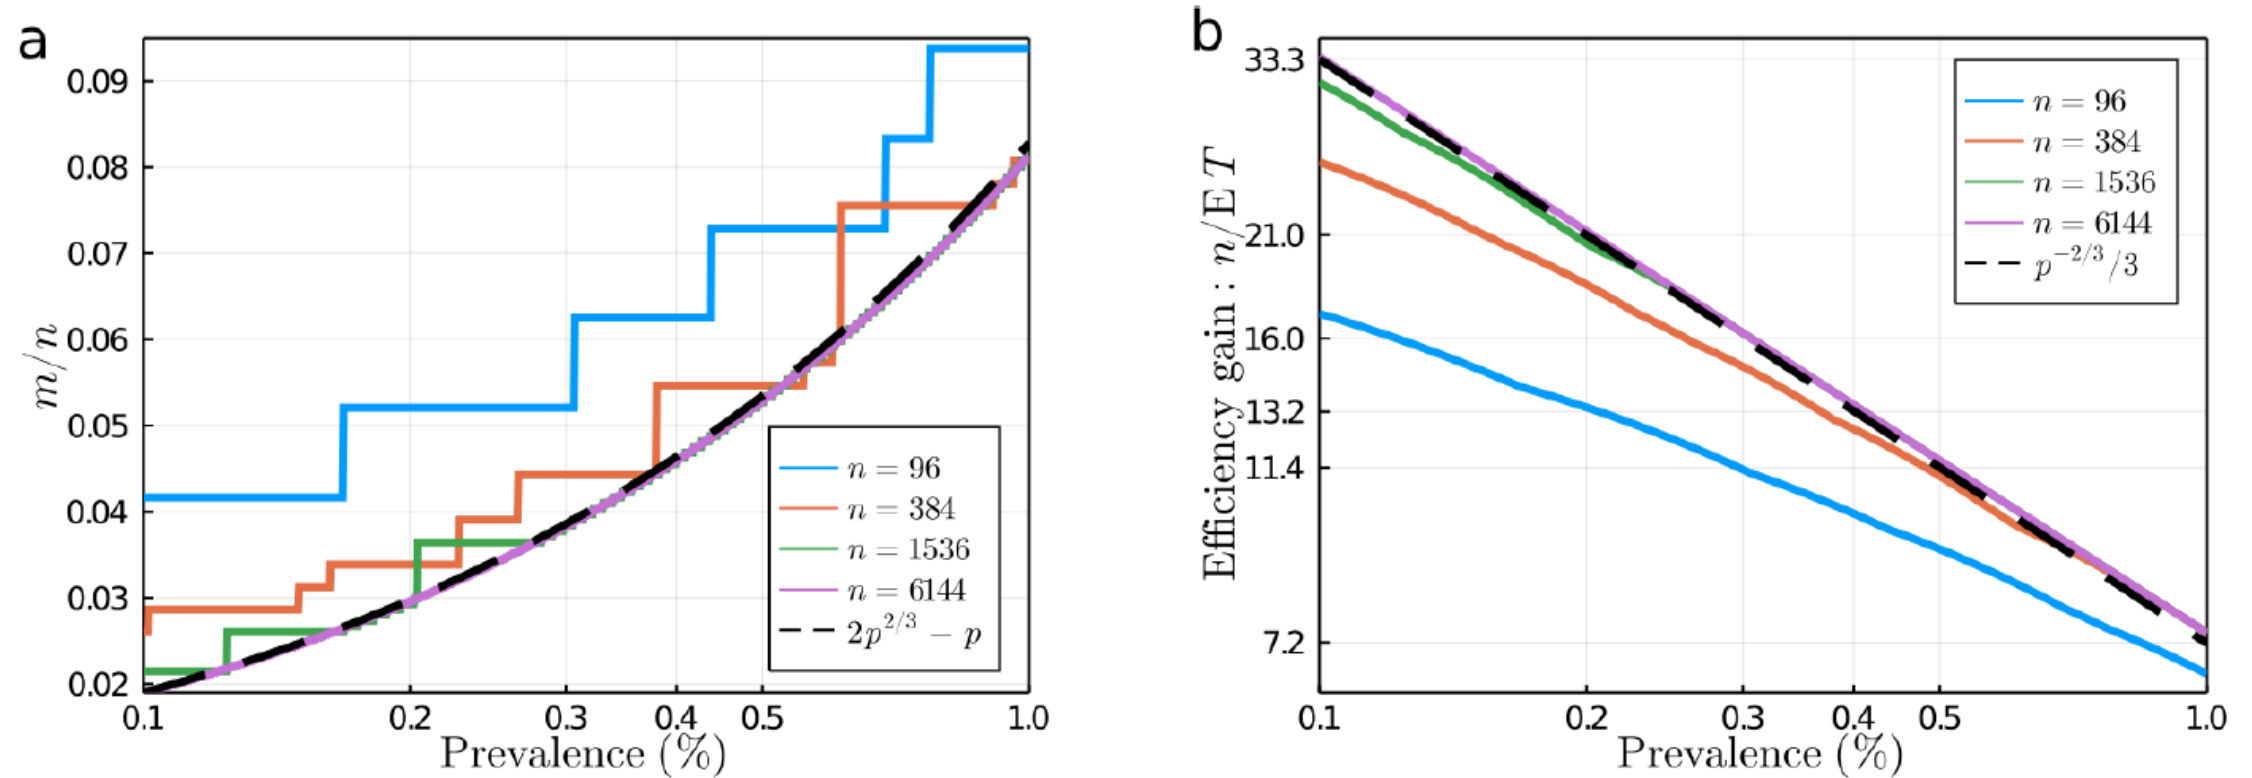 a
m/n
0.09
0.08
0.07
0.06
0.05
0.04
0.03
0.02
0.1 0.2 0.3 0.4 0.5 1.0
Prevalence (%)
n = 96
n = 384
n = 1536
n = 6144
2p^{2/3} − p
b
Efficiency gain : n/E T
33.3
21.0
16.0
13.2
11.4
7.2
0.1 0.2 0.3 0.4 0.5 1.0
Prevalence (%)
n = 96
n = 384
n = 1536
n = 6144
p^{−2/3}/3